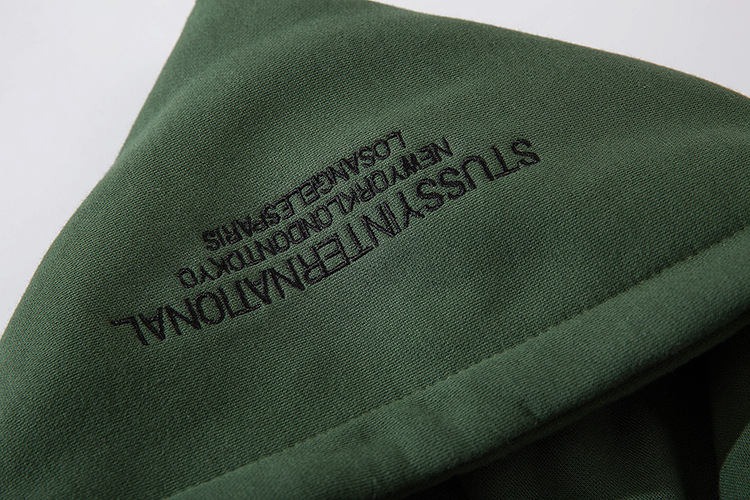 STUSSYINTERNATIONAL
NEWYORKLONDONTOKYO
LOSANGELESPARIS